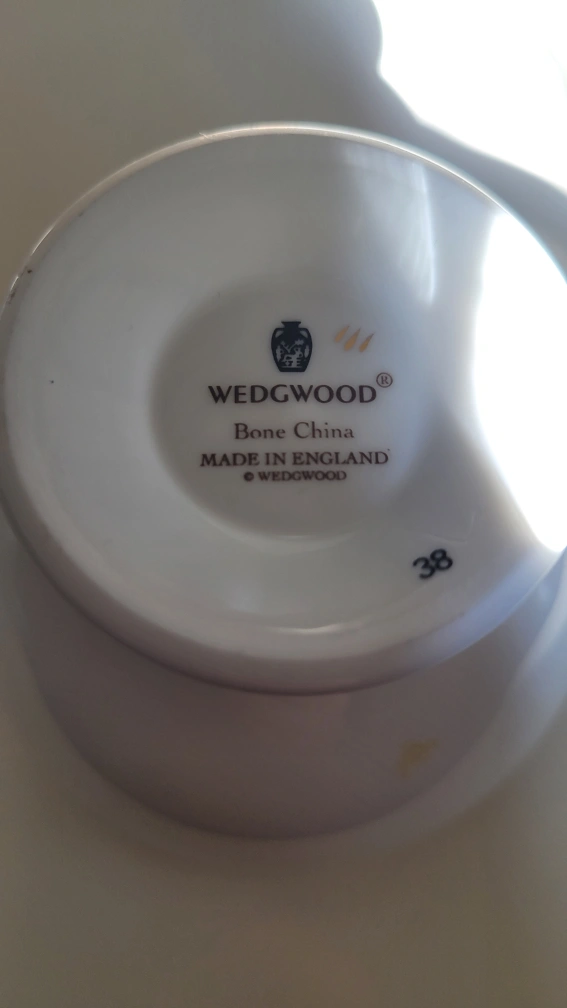 WEDGWOOD®
Bone China
MADE IN ENGLAND
© WEDGWOOD
38